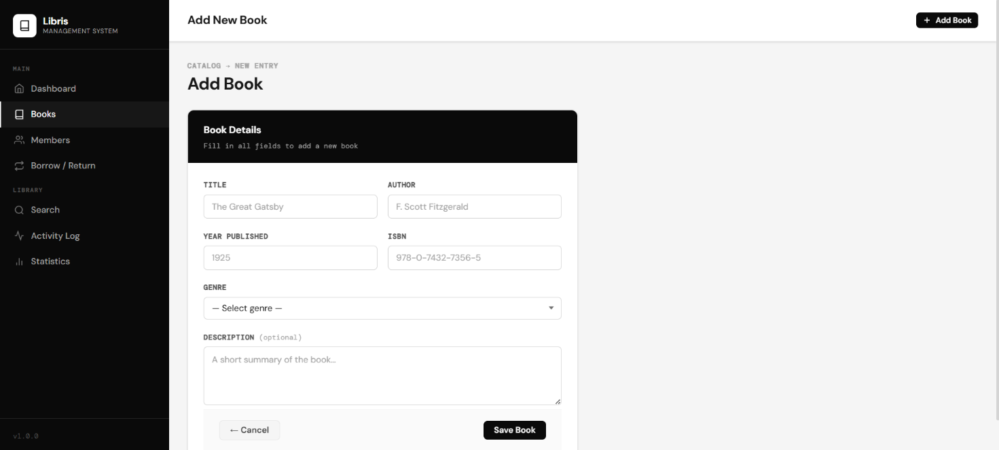 Libris
MANAGEMENT SYSTEM
MAIN
Dashboard
Books
Members
Borrow / Return
LIBRARY
Search
Activity Log
Statistics
v1.0.0
Add New Book
+ Add Book
CATALOG → NEW ENTRY
Add Book
Book Details
Fill in all fields to add a new book
TITLE
The Great Gatsby
AUTHOR
F. Scott Fitzgerald
YEAR PUBLISHED
1925
ISBN
978-0-7432-7356-5
GENRE
— Select genre —
DESCRIPTION (optional)
A short summary of the book…
← Cancel
Save Book